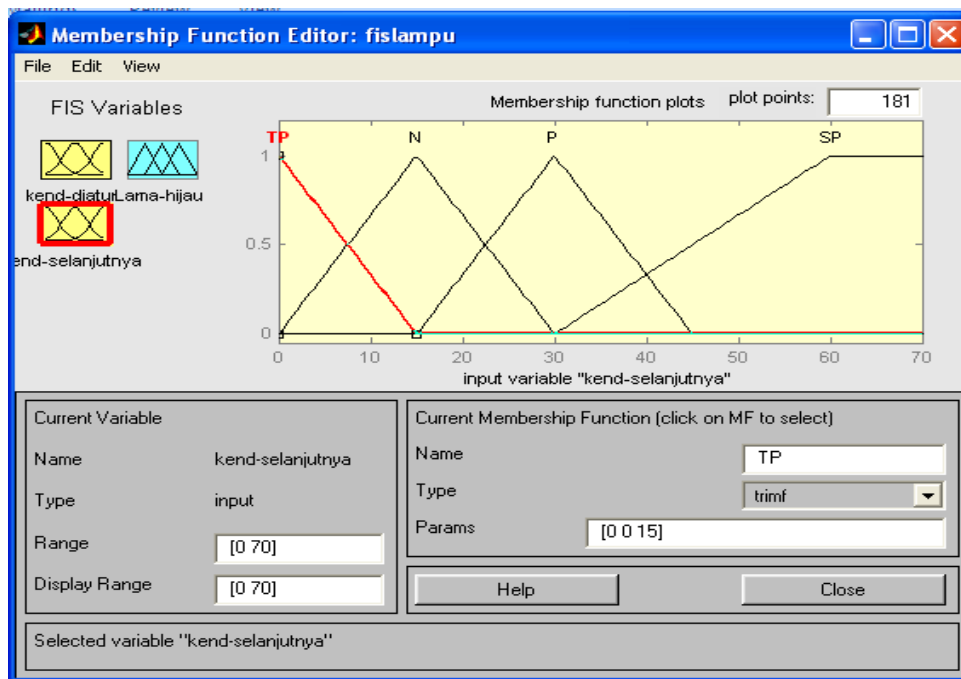 Membership Function Editor: fislampu
File Edit View
FIS Variables
kend-diatur
Lama-hijau
end-selanjutnya
Membership function plots
plot points:
181
TP N P SP
1
0.5
0
0 10 20 30 40 50 60 70
input variable "kend-selanjutnya"
Current Variable
Name kend-selanjutnya
Type input
Range [0 70]
Display Range [0 70]
Current Membership Function (click on MF to select)
Name TP
Type trimf
Params [0 0 15]
Help Close
Selected variable "kend-selanjutnya"